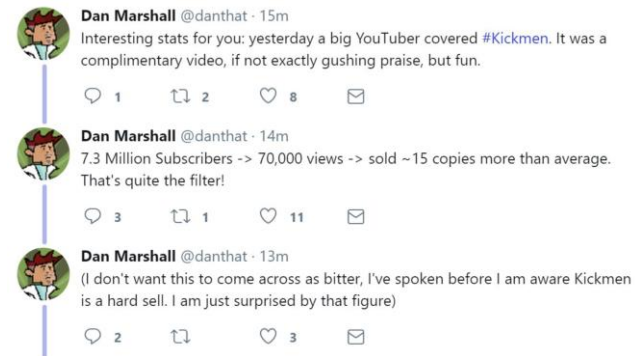 Dan Marshall @danthat · 15m
Interesting stats for you: yesterday a big YouTuber covered #Kickmen. It was a
complimentary video, if not exactly gushing praise, but fun.
1 2 8
Dan Marshall @danthat · 14m
7.3 Million Subscribers -> 70,000 views -> sold ~15 copies more than average.
That's quite the filter!
3 1 11
Dan Marshall @danthat · 13m
(I don't want this to come across as bitter, I've spoken before I am aware Kickmen
is a hard sell. I am just surprised by that figure)
2 3